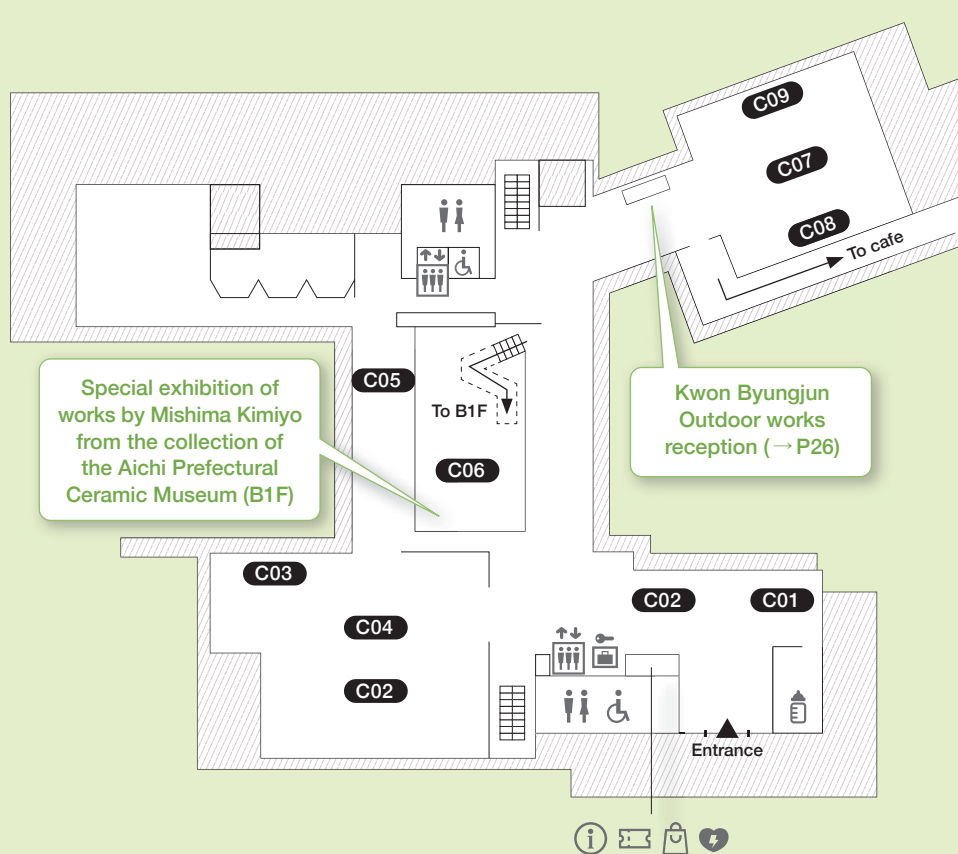 C09
C07
C08
To cafe
C05
To B1F
C06
Special exhibition of
works by Mishima Kimiyo
from the collection of
the Aichi Prefectural
Ceramic Museum (B1F)
Kwon Byungjun
Outdoor works
reception (→P26)
C03
C04
C02
C02
C01
Entrance